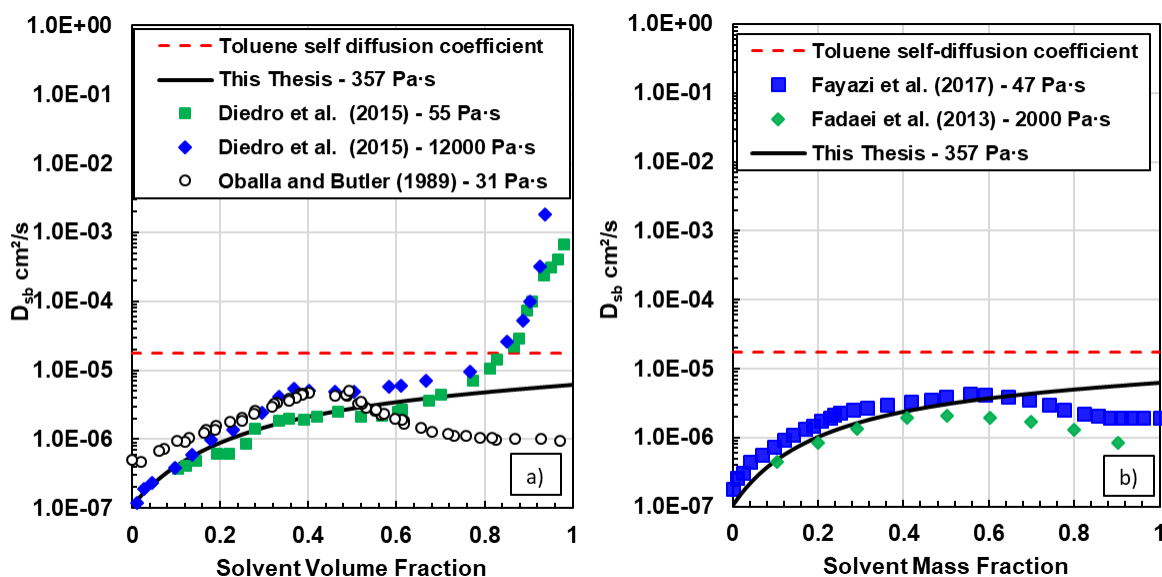 1.0E+00
1.0E-01
1.0E-02
1.0E-03
1.0E-04
1.0E-05
1.0E-06
1.0E-07
D_sb cm²/s
Toluene self diffusion coefficient
This Thesis - 357 Pa·s
Diedro et al. (2015) - 55 Pa·s
Diedro et al. (2015) - 12000 Pa·s
Oballa and Butler (1989) - 31 Pa·s
a)
0 0.2 0.4 0.6 0.8 1
Solvent Volume Fraction
1.0E+00
1.0E-01
1.0E-02
1.0E-03
1.0E-04
1.0E-05
1.0E-06
1.0E-07
D_sb cm²/s
Toluene self-diffusion coefficient
Fayazi et al. (2017) - 47 Pa·s
Fadaei et al. (2013) - 2000 Pa·s
This Thesis - 357 Pa·s
b)
0 0.2 0.4 0.6 0.8 1
Solvent Mass Fraction